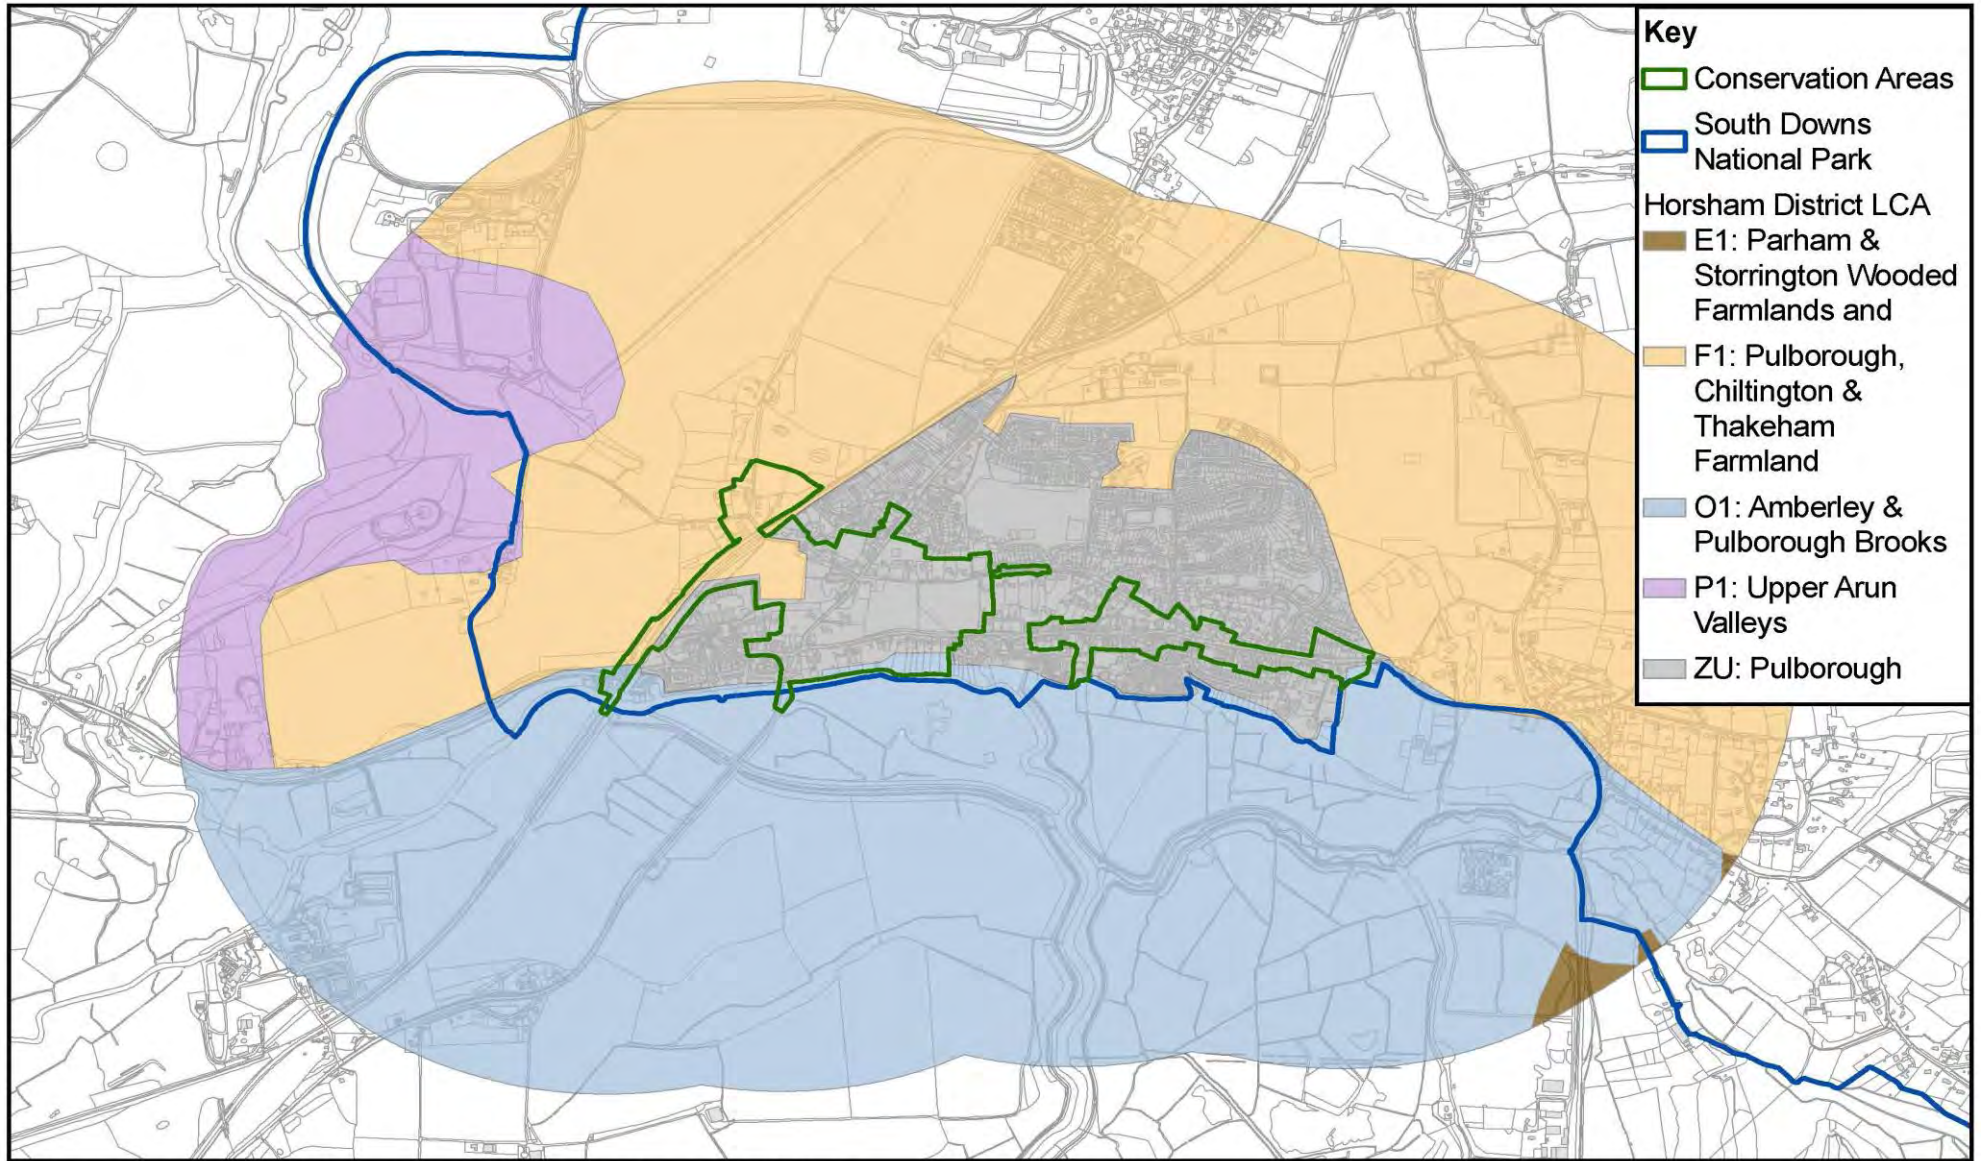 Key
Conservation Areas
South Downs
National Park
Horsham District LCA
E1: Parham &
Storrington Wooded
Farmlands and
F1: Pulborough,
Chiltington &
Thakeham
Farmland
O1: Amberley &
Pulborough Brooks
P1: Upper Arun
Valleys
ZU: Pulborough